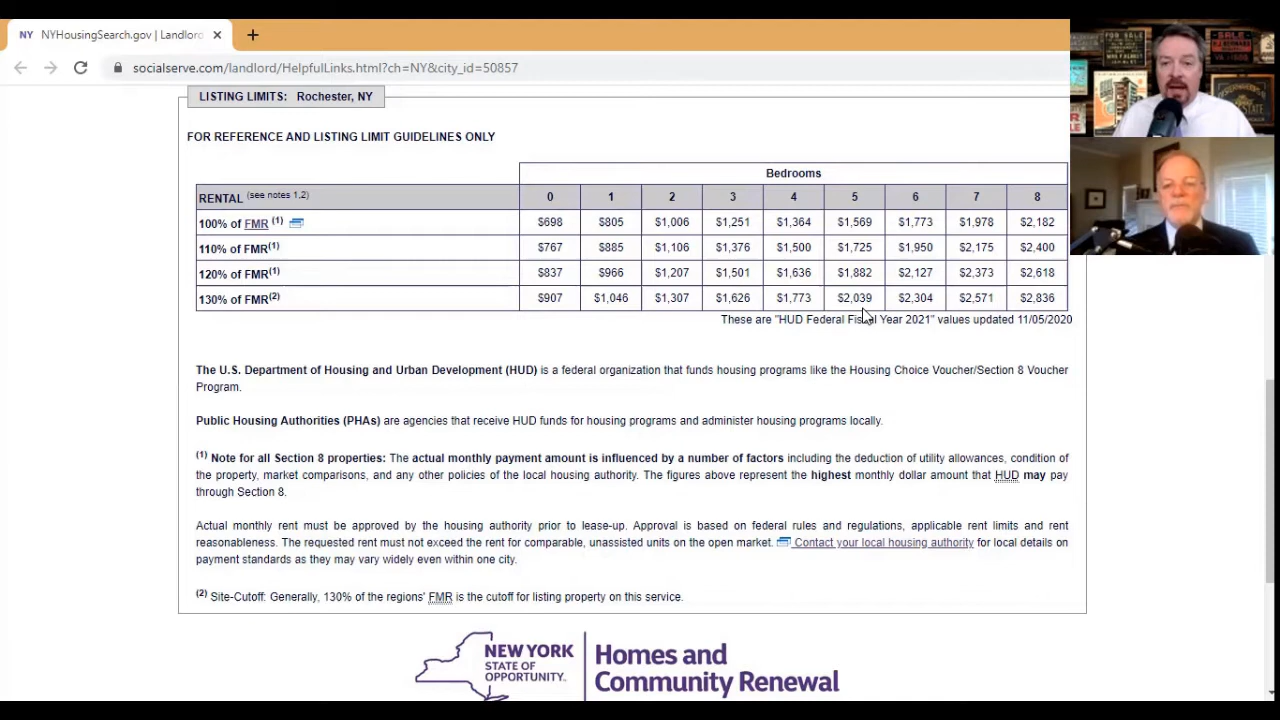 NY NYHousingSearch.gov | Landlord
socialserve.com/landlord/HelpfulLinks.html?ch=NY&city_id=50857
LISTING LIMITS: Rochester, NY
FOR REFERENCE AND LISTING LIMIT GUIDELINES ONLY
Bedrooms
RENTAL (see notes 1,2) 0 1 2 3 4 5 6 7 8
100% of FMR (1) $698 $805 $1,006 $1,251 $1,364 $1,569 $1,773 $1,978 $2,182
110% of FMR(1) $767 $885 $1,106 $1,376 $1,500 $1,725 $1,950 $2,175 $2,400
120% of FMR(1) $837 $966 $1,207 $1,501 $1,636 $1,882 $2,127 $2,373 $2,618
130% of FMR(2) $907 $1,046 $1,307 $1,626 $1,773 $2,039 $2,304 $2,571 $2,836
These are "HUD Federal Fiscal Year 2021" values updated 11/05/2020
The U.S. Department of Housing and Urban Development (HUD) is a federal organization that funds housing programs like the Housing Choice Voucher/Section 8 Voucher
Program.
Public Housing Authorities (PHAs) are agencies that receive HUD funds for housing programs and administer housing programs locally.
(1) Note for all Section 8 properties: The actual monthly payment amount is influenced by a number of factors including the deduction of utility allowances, condition of
the property, market comparisons, and any other policies of the local housing authority. The figures above represent the highest monthly dollar amount that HUD may pay
through Section 8.
Actual monthly rent must be approved by the housing authority prior to lease-up. Approval is based on federal rules and regulations, applicable rent limits and rent
reasonableness. The requested rent must not exceed the rent for comparable, unassisted units on the open market. Contact your local housing authority for local details on
payment standards as they may vary widely even within one city.
(2) Site-Cutoff: Generally, 130% of the regions' FMR is the cutoff for listing property on this service.
NEW YORK
STATE OF
OPPORTUNITY.
Homes and
Community Renewal
FOR SALE
SALE